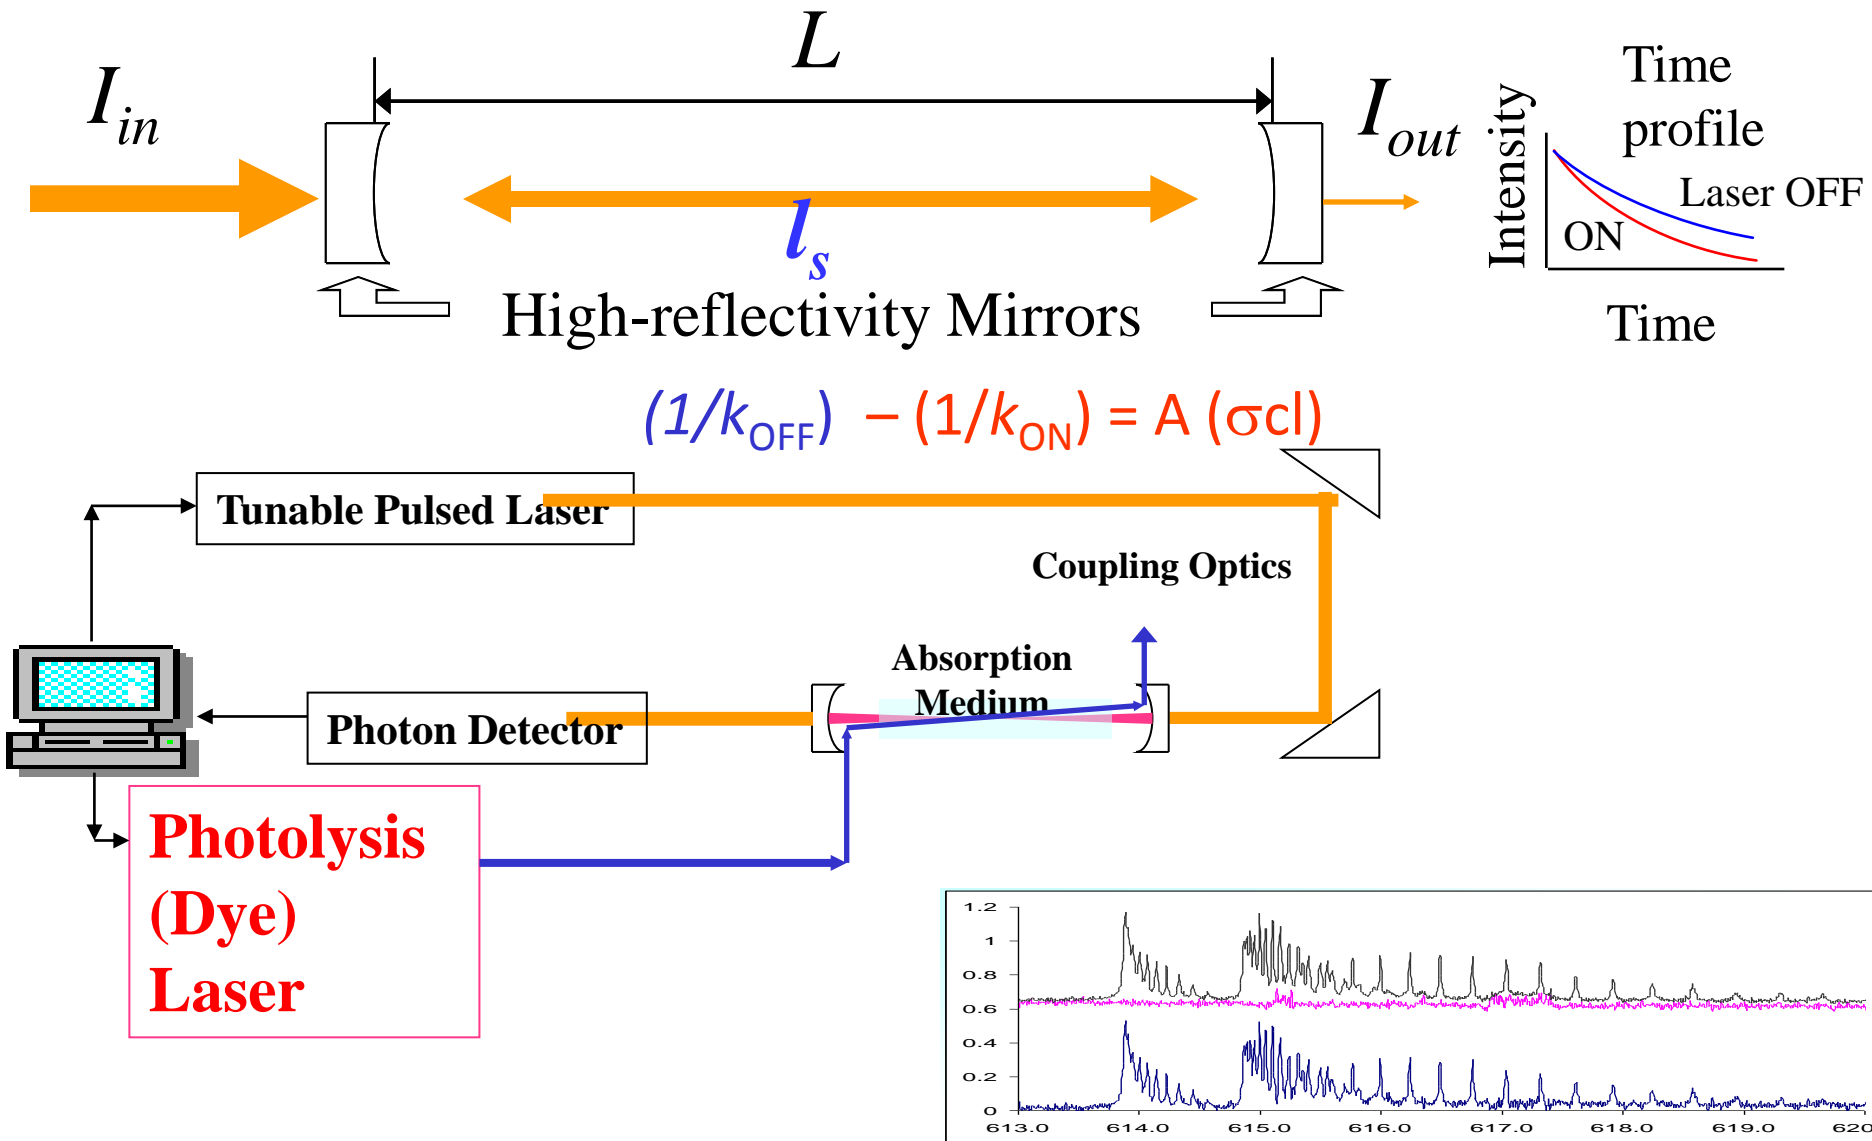 L
I_in
I_out
Time
profile
Intensity
Laser OFF
ON
l_s
High-reflectivity Mirrors
Time
(1/k_OFF) – (1/k_ON) = A (σcl)
Tunable Pulsed Laser
Coupling Optics
Absorption
Medium
Photon Detector
Photolysis
(Dye)
Laser
1.2
1
0.8
0.6
0.4
0.2
0
613.0 614.0 615.0 616.0 617.0 618.0 619.0 620